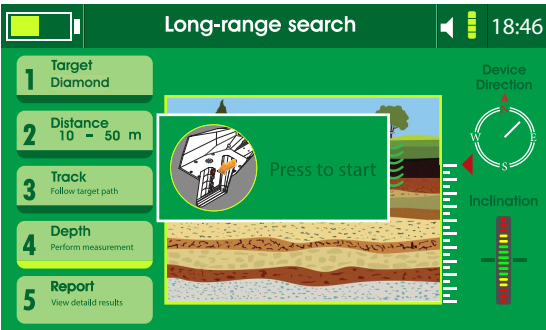 Long-range search
18:46
1
Target
Diamond
2
Distance
10 - 50 m
3
Track
Follow target path
4
Depth
Perform measurement
5
Report
View detaild results
Press to start
Device
Direction
N
W
E
S
Inclination